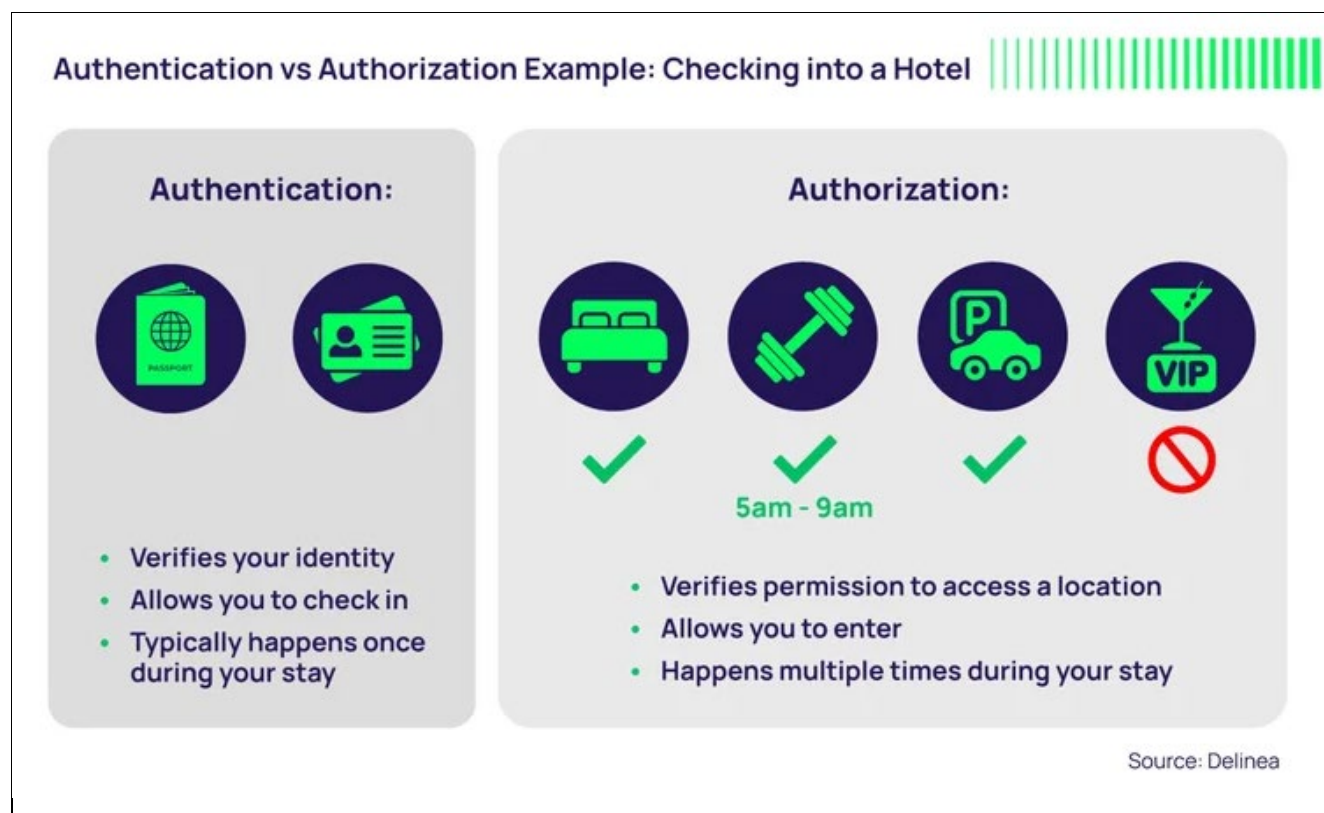 Authentication vs Authorization Example: Checking into a Hotel
Authentication:
PASSPORT
• Verifies your identity
• Allows you to check in
• Typically happens once
during your stay
Authorization:
P
VIP
5am - 9am
• Verifies permission to access a location
• Allows you to enter
• Happens multiple times during your stay
Source: Delinea